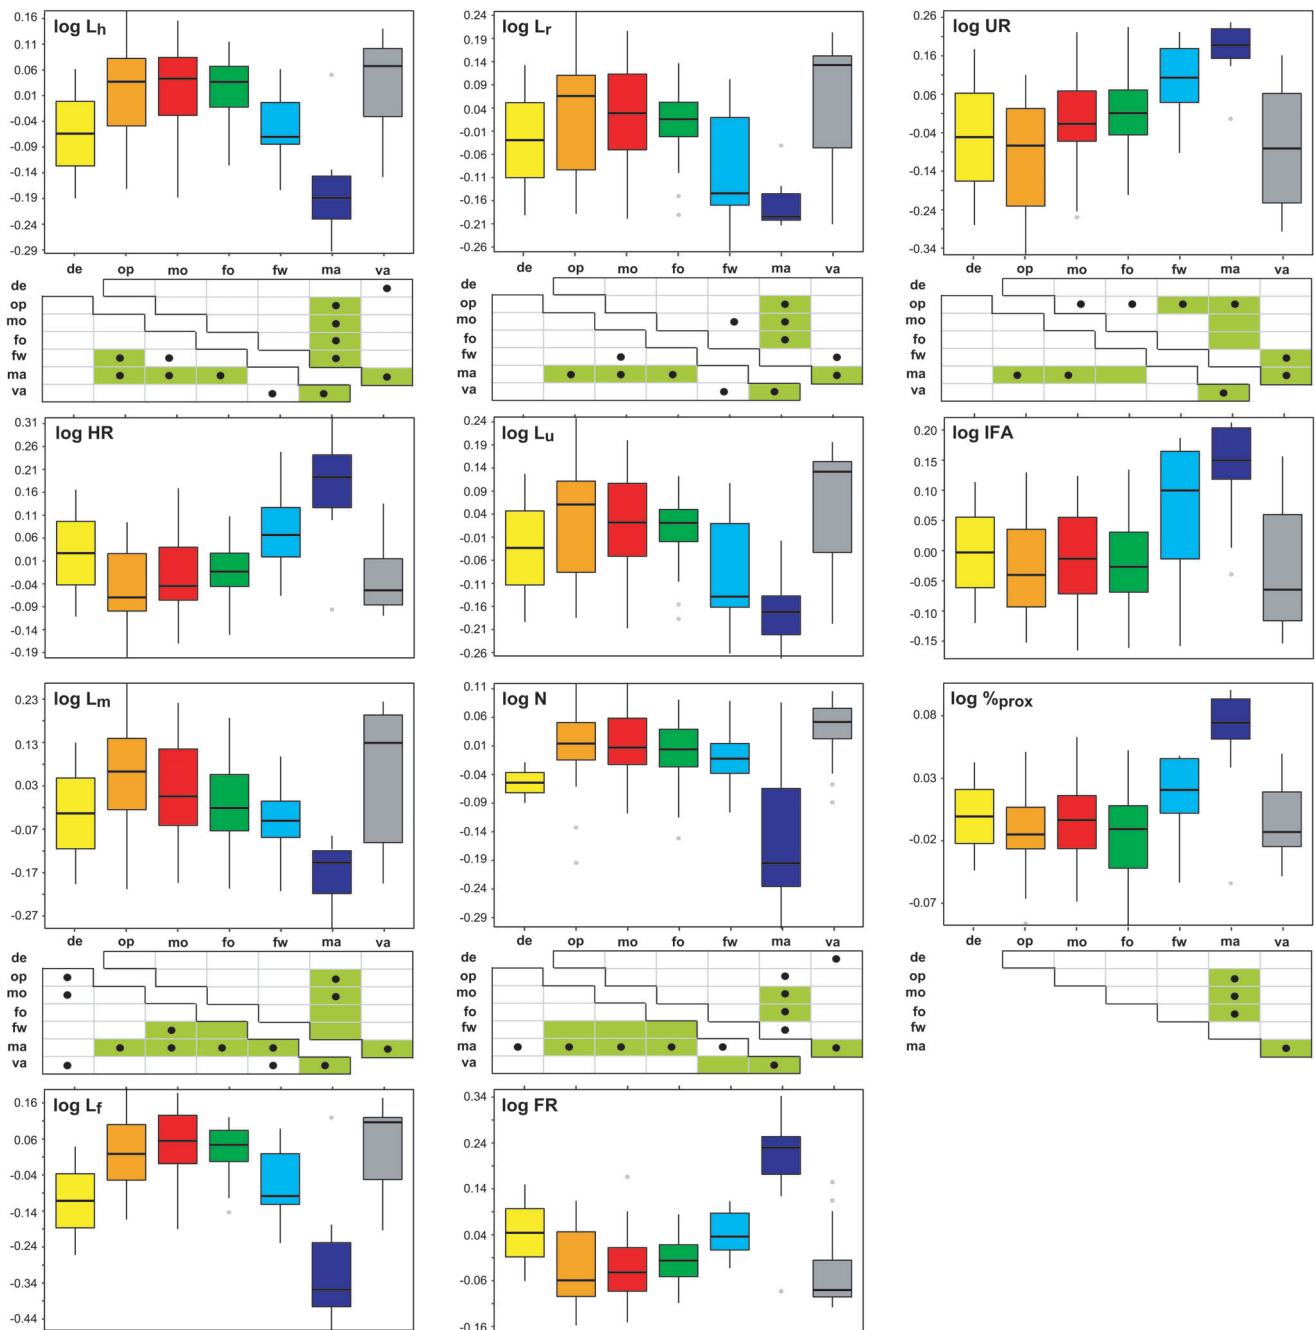 log Lh
0.16
0.11
0.06
0.01
-0.04
-0.09
-0.14
-0.19
-0.24
-0.29
log Lr
0.24
0.19
0.14
0.09
0.04
-0.01
-0.06
-0.11
-0.16
-0.21
-0.26
log UR
0.26
0.16
0.06
-0.04
-0.14
-0.24
-0.34
de op mo fo fw ma va
de
op
mo
fo
fw
ma
va
de op mo fo fw ma va
de
op
mo
fo
fw
ma
va
de op mo fo fw ma va
de
op
mo
fo
fw
ma
va
log HR
0.31
0.26
0.21
0.16
0.11
0.06
0.01
-0.04
-0.09
-0.14
-0.19
log Lu
0.24
0.19
0.14
0.09
0.04
-0.01
-0.06
-0.11
-0.16
-0.21
-0.26
log IFA
0.20
0.15
0.10
0.05
0.00
-0.05
-0.10
-0.15
log Lm
0.23
0.13
0.03
-0.07
-0.17
-0.27
log N
0.11
0.06
0.01
-0.04
-0.09
-0.14
-0.19
-0.24
-0.29
log %prox
0.08
0.03
-0.02
-0.07
de op mo fo fw ma va
de
op
mo
fo
fw
ma
va
de op mo fo fw ma va
de
op
mo
fo
fw
ma
va
de op mo fo fw ma va
de
op
mo
fo
fw
ma
log Lf
0.16
0.06
-0.04
-0.14
-0.24
-0.34
-0.44
log FR
0.34
0.24
0.14
0.04
-0.06
-0.16